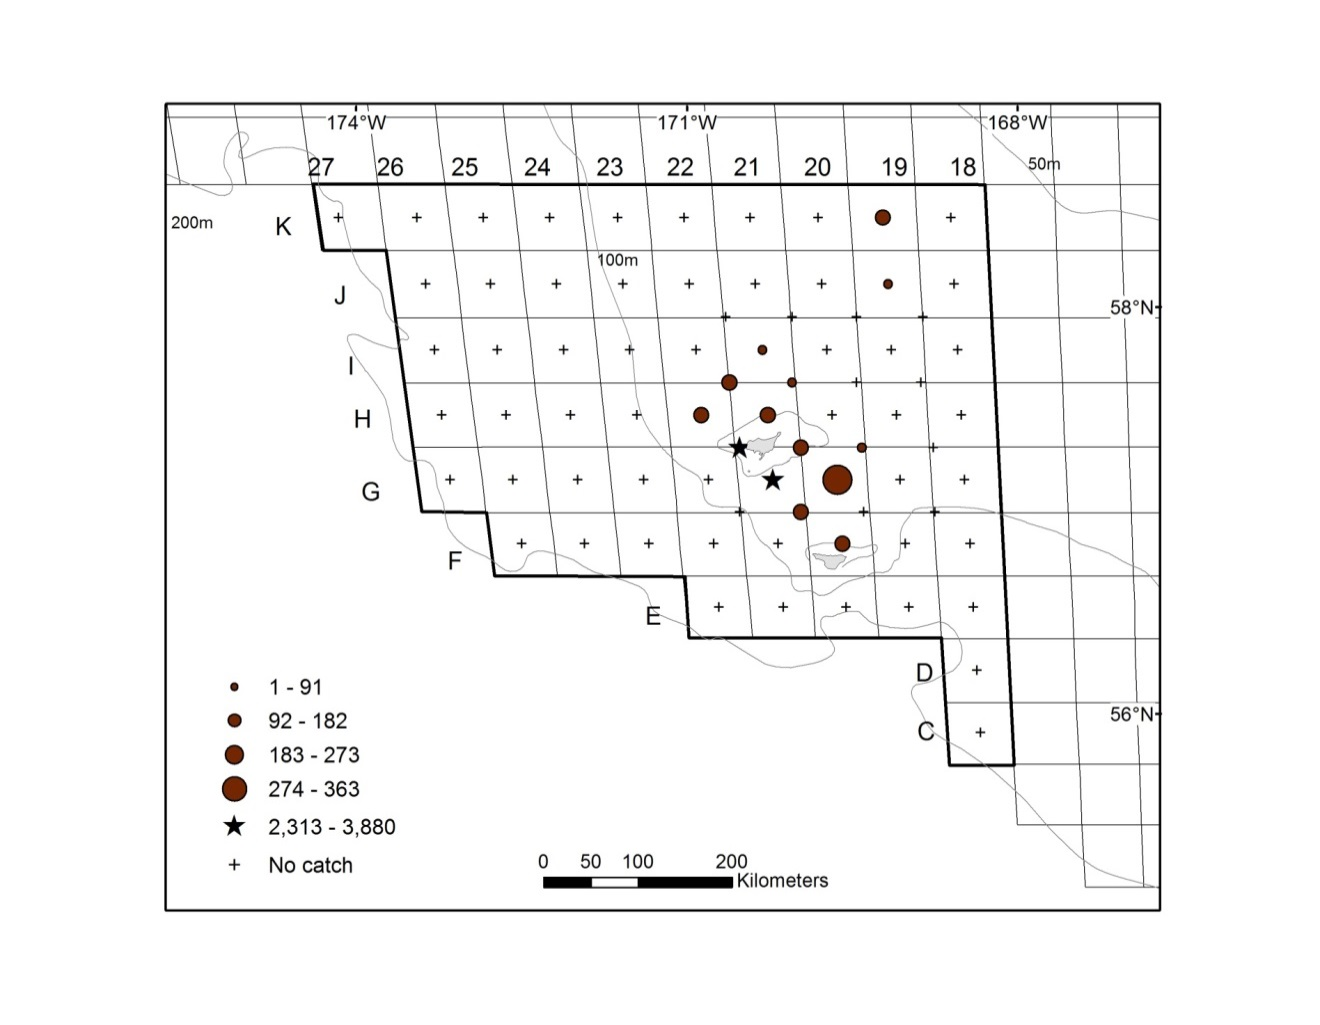 174°W 171°W 168°W
27 26 25 24 23 22 21 20 19 18 50m
200m
K
100m
J
58°N
I
H
G
F
E
D
56°N
C
1 - 91
92 - 182
183 - 273
274 - 363
2,313 - 3,880
No catch
0 50 100 200
Kilometers